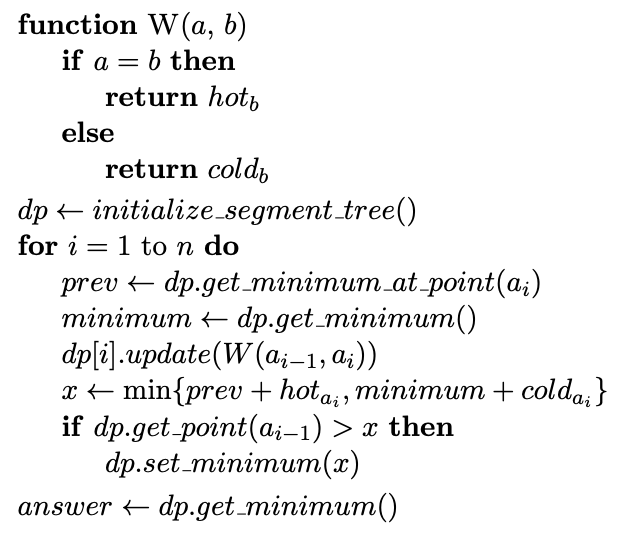 function W(a, b)
if a = b then
return hot_b
else
return cold_b
dp ← initialize_segment_tree()
for i = 1 to n do
prev ← dp.get_minimum_at_point(a_i)
minimum ← dp.get_minimum()
dp[i].update(W(a_{i−1}, a_i))
x ← min{prev + hot_{a_i}, minimum + cold_{a_i}}
if dp.get_point(a_{i−1}) > x then
dp.set_minimum(x)
answer ← dp.get_minimum()